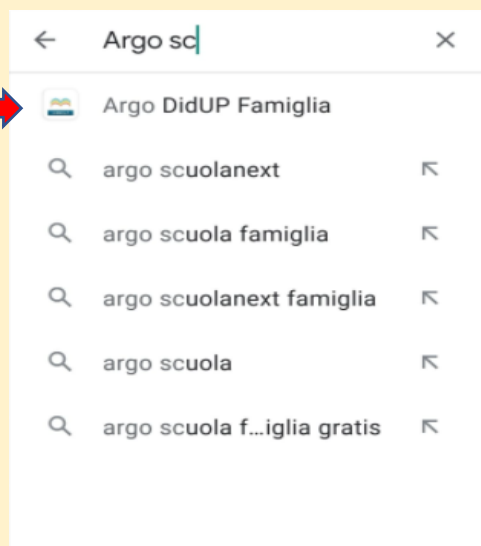 Argo sc
Argo DidUP Famiglia
argo scuolanext
argo scuola famiglia
argo scuolanext famiglia
argo scuola
argo scuola f...iglia gratis